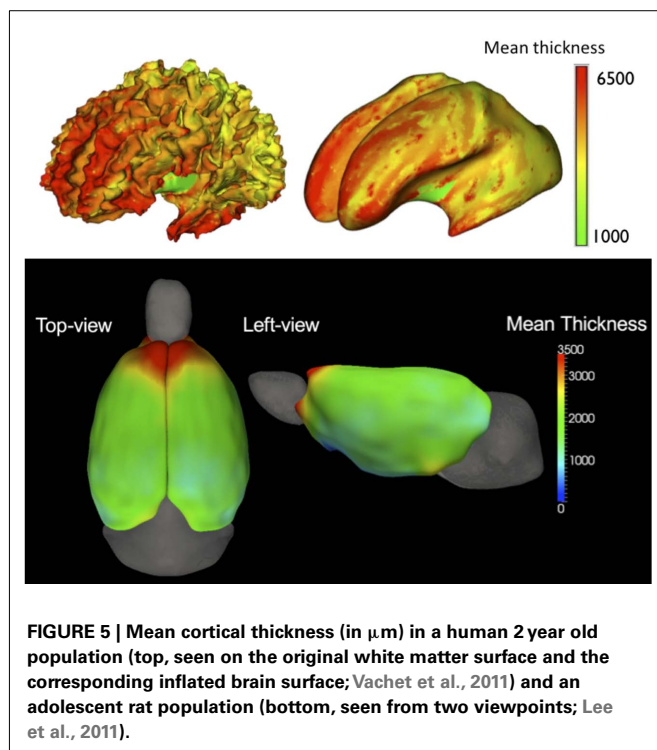 Mean thickness
6500
1000
Top-view
Left-view
Mean Thickness
3500
3000
2000
1000
0
FIGURE 5 | Mean cortical thickness (in μm) in a human 2 year old
population (top, seen on the original white matter surface and the
corresponding inflated brain surface; Vachet et al., 2011) and an
adolescent rat population (bottom, seen from two viewpoints; Lee
et al., 2011).